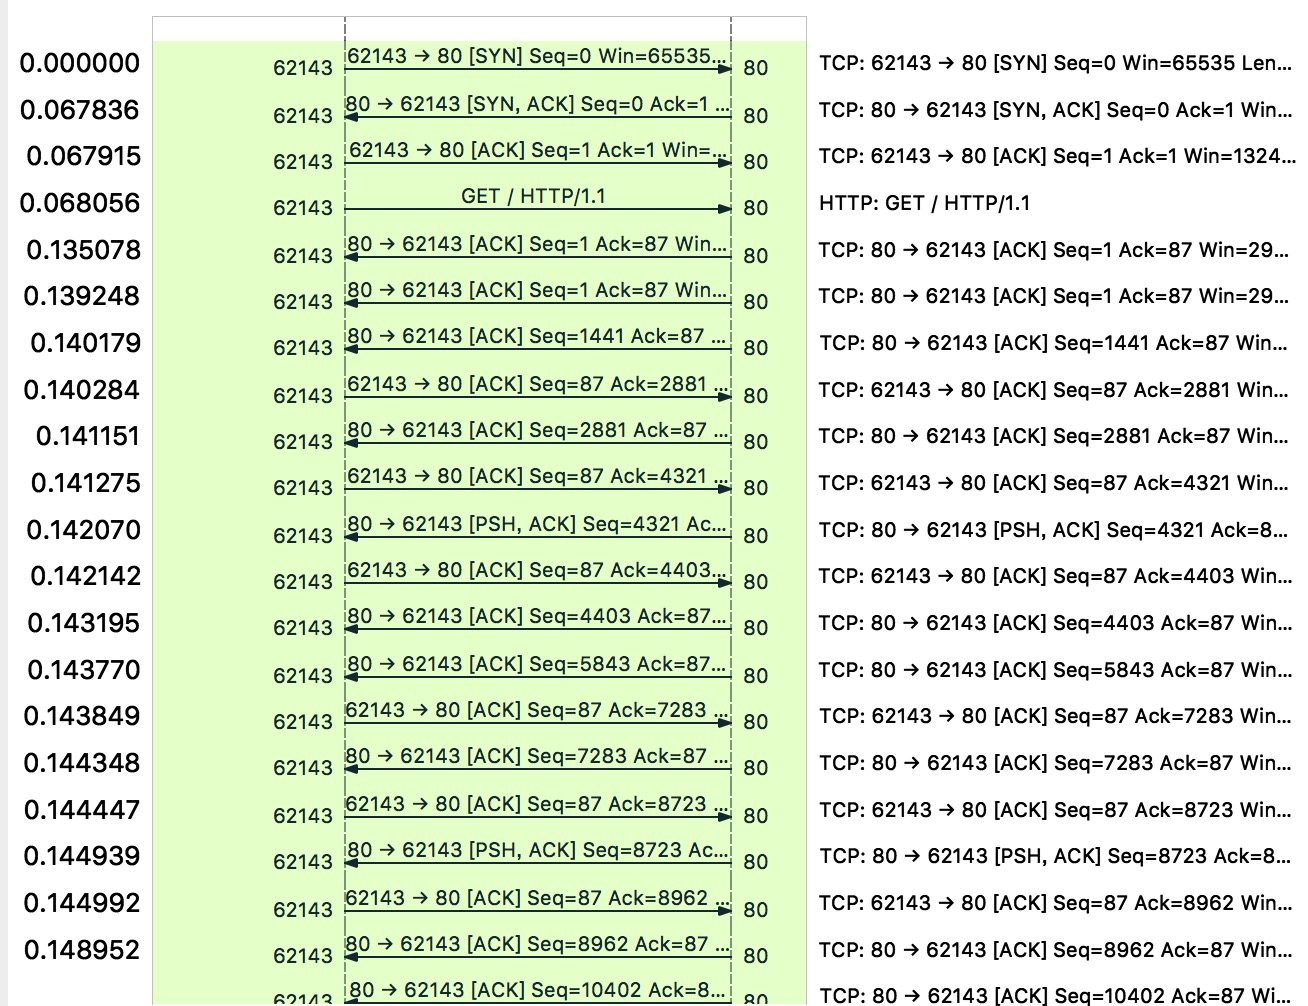 0.000000 62143 62143 → 80 [SYN] Seq=0 Win=65535... 80 TCP: 62143 → 80 [SYN] Seq=0 Win=65535 Len...
0.067836 62143 80 → 62143 [SYN, ACK] Seq=0 Ack=1 ... 80 TCP: 80 → 62143 [SYN, ACK] Seq=0 Ack=1 Win...
0.067915 62143 62143 → 80 [ACK] Seq=1 Ack=1 Win=... 80 TCP: 62143 → 80 [ACK] Seq=1 Ack=1 Win=1324...
0.068056 62143 GET / HTTP/1.1 80 HTTP: GET / HTTP/1.1
0.135078 62143 80 → 62143 [ACK] Seq=1 Ack=87 Win... 80 TCP: 80 → 62143 [ACK] Seq=1 Ack=87 Win=29...
0.139248 62143 80 → 62143 [ACK] Seq=1 Ack=87 Win... 80 TCP: 80 → 62143 [ACK] Seq=1 Ack=87 Win=29...
0.140179 62143 80 → 62143 [ACK] Seq=1441 Ack=87 ... 80 TCP: 80 → 62143 [ACK] Seq=1441 Ack=87 Win...
0.140284 62143 62143 → 80 [ACK] Seq=87 Ack=2881 ... 80 TCP: 62143 → 80 [ACK] Seq=87 Ack=2881 Win...
0.141151 62143 80 → 62143 [ACK] Seq=2881 Ack=87 ... 80 TCP: 80 → 62143 [ACK] Seq=2881 Ack=87 Win...
0.141275 62143 62143 → 80 [ACK] Seq=87 Ack=4321 ... 80 TCP: 62143 → 80 [ACK] Seq=87 Ack=4321 Win...
0.142070 62143 80 → 62143 [PSH, ACK] Seq=4321 Ac... 80 TCP: 80 → 62143 [PSH, ACK] Seq=4321 Ack=8...
0.142142 62143 62143 → 80 [ACK] Seq=87 Ack=4403... 80 TCP: 62143 → 80 [ACK] Seq=87 Ack=4403 Win...
0.143195 62143 80 → 62143 [ACK] Seq=4403 Ack=87... 80 TCP: 80 → 62143 [ACK] Seq=4403 Ack=87 Win...
0.143770 62143 80 → 62143 [ACK] Seq=5843 Ack=87... 80 TCP: 80 → 62143 [ACK] Seq=5843 Ack=87 Win...
0.143849 62143 62143 → 80 [ACK] Seq=87 Ack=7283 ... 80 TCP: 62143 → 80 [ACK] Seq=87 Ack=7283 Win...
0.144348 62143 80 → 62143 [ACK] Seq=7283 Ack=87 ... 80 TCP: 80 → 62143 [ACK] Seq=7283 Ack=87 Win...
0.144447 62143 62143 → 80 [ACK] Seq=87 Ack=8723 ... 80 TCP: 62143 → 80 [ACK] Seq=87 Ack=8723 Win...
0.144939 62143 80 → 62143 [PSH, ACK] Seq=8723 Ac... 80 TCP: 80 → 62143 [PSH, ACK] Seq=8723 Ack=8...
0.144992 62143 62143 → 80 [ACK] Seq=87 Ack=8962 ... 80 TCP: 62143 → 80 [ACK] Seq=87 Ack=8962 Win...
0.148952 62143 80 → 62143 [ACK] Seq=8962 Ack=87 ... 80 TCP: 80 → 62143 [ACK] Seq=8962 Ack=87 Win...
62143 80 → 62143 [ACK] Seq=10402 Ack=8... 80 TCP: 80 → 62143 [ACK] Seq=10402 Ack=87 Wi...